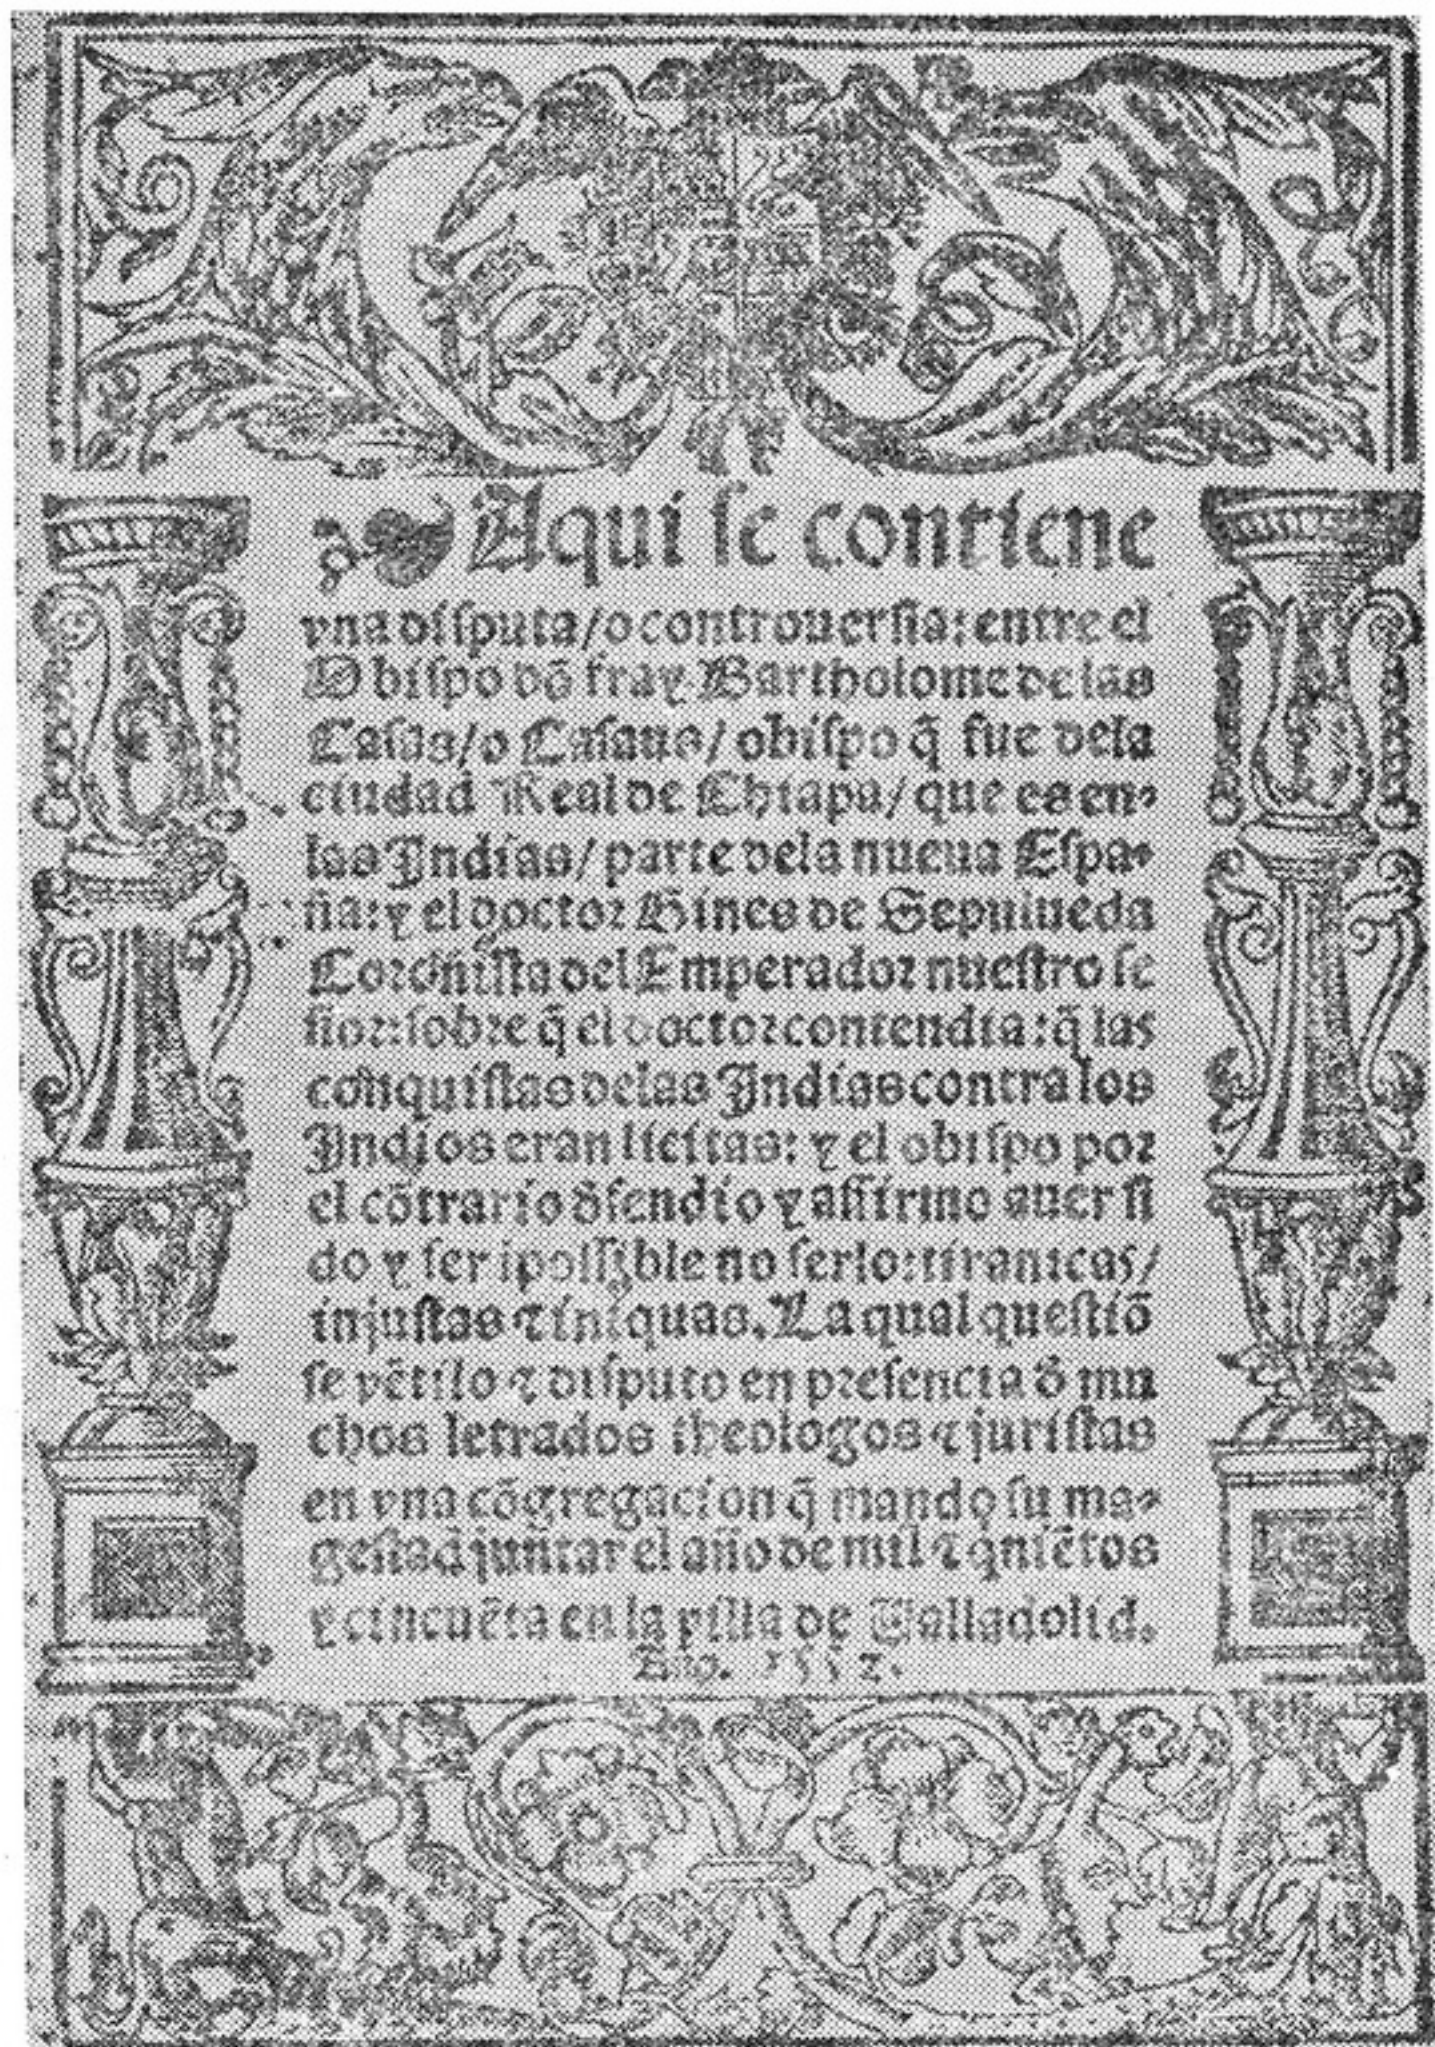 Aqui se contiene
vna disputa/o controuersia: entre el
Obispo dõ fray Bartholome de las
Casas/o Casaus/obispo q̃ fue dela
ciudad Real de Chiapa/que es en-
las Indias/parte dela nueua Espa-
ña: y el doctor Gines de Sepulueda
Coronista del Emperador nuestro se
ñor: sobre q̃ el doctor contendia: q̃ las
conquistas delas Indias contra los
Indios eran licitas: y el obispo por
el cõtrario d̃fendio y affirmo auer si
do y ser ĩpossible no serlo: tiranicas/
injustas ⁊ iniquas. La qual questiõ
se vẽtilo ⁊ disputo en presencia d̃ mu
chos letrados theologos ⁊ juristas
en vna cõgregacion q̃ mando su ma-
gestad juntar el año de mil ⁊ q̃niẽtos
y cincuẽta en la villa de Valladolid.
Año. 1552.